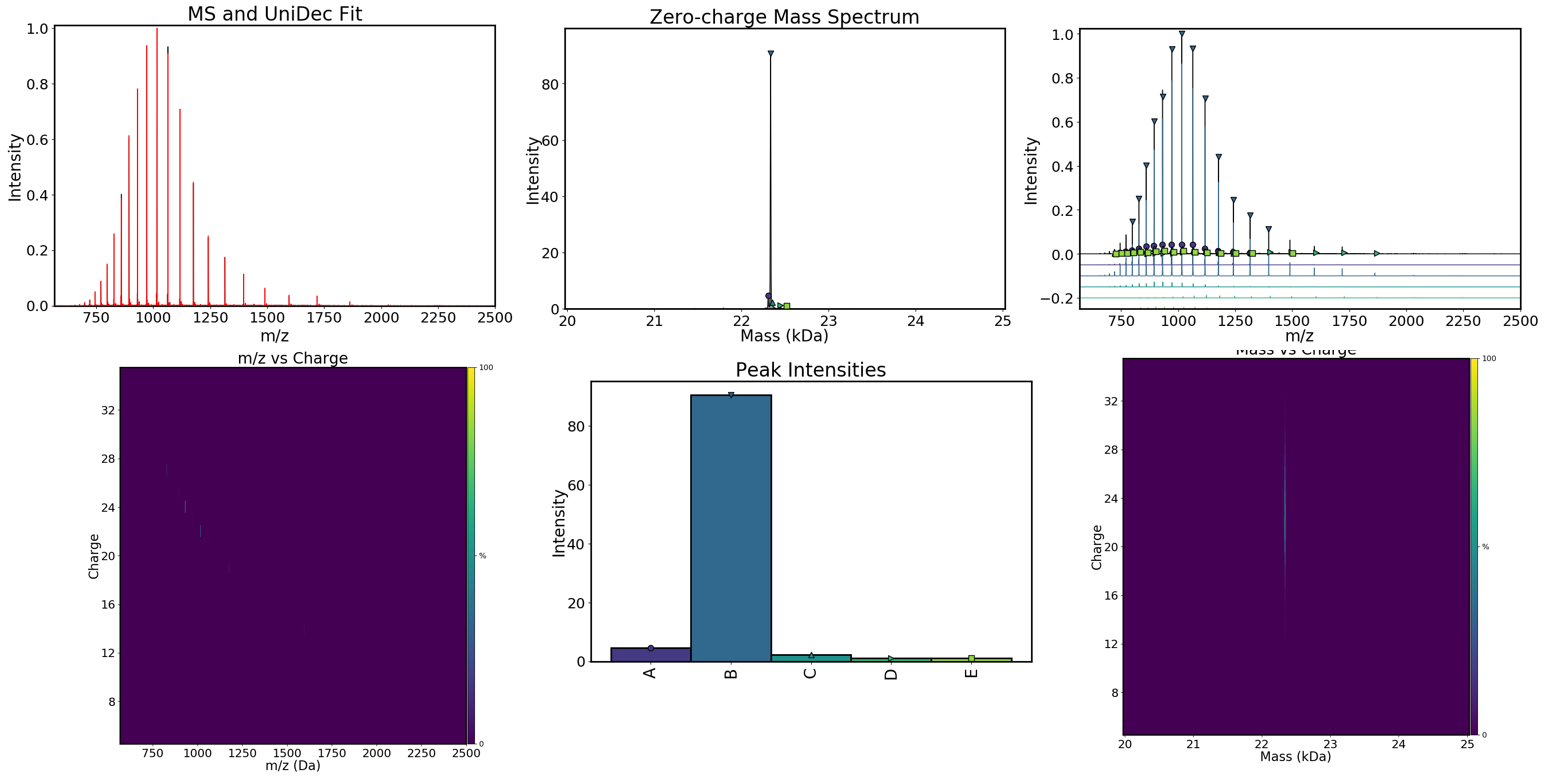 MS and UniDec Fit
Intensity
1.0
0.8
0.6
0.4
0.2
0.0
750 1000 1250 1500 1750 2000 2250 2500
m/z
Zero-charge Mass Spectrum
Intensity
80
60
40
20
0
20 21 22 23 24 25
Mass (kDa)
Intensity
1.0
0.8
0.6
0.4
0.2
0.0
−0.2
750 1000 1250 1500 1750 2000 2250 2500
m/z
m/z vs Charge
Charge
32
28
24
20
16
12
8
750 1000 1250 1500 1750 2000 2250 2500
m/z (Da)
100
%
0
Peak Intensities
Intensity
80
60
40
20
0
A B C D E
Mass vs Charge
Charge
32
28
24
20
16
12
8
20 21 22 23 24 25
Mass (kDa)
100
%
0